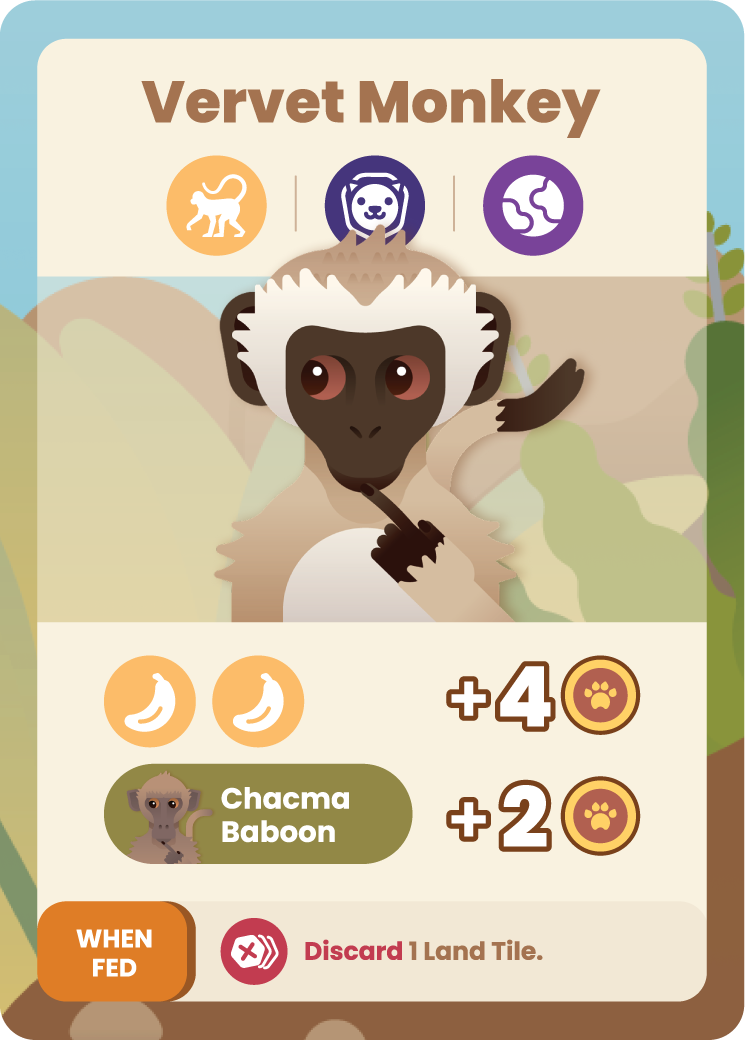 Vervet Monkey
+4
Chacma
Baboon
+2
WHEN
FED
Discard 1 Land Tile.